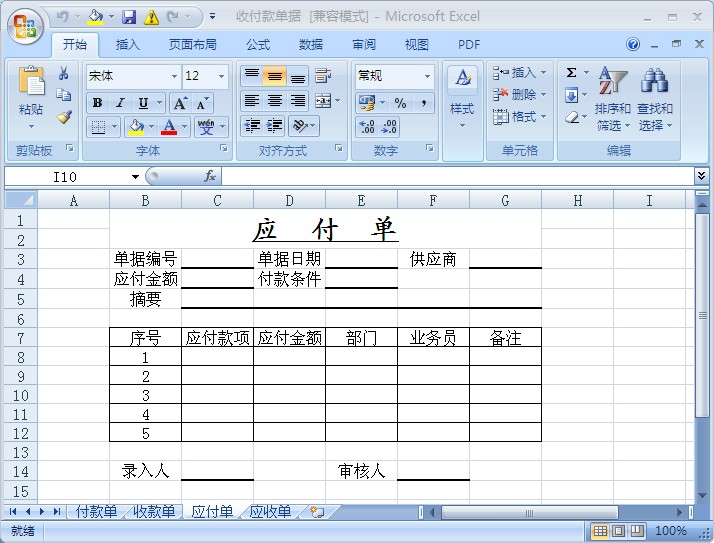 收付款单据 [兼容模式] - Microsoft Excel
开始 插入 页面布局 公式 数据 审阅 视图 PDF
宋体 12 常规 插入 Σ
粘贴 B I U A A % , 样式 删除 排序和 查找和
wén 变 .00 .0 格式 筛选 选择
剪贴板 字体 对齐方式 数字 单元格 编辑
I10 fx
A B C D E F G H I
1 应 付 单
2
3 单据编号 单据日期 供应商
4 应付金额 付款条件
5 摘要
6
7 序号 应付款项 应付金额 部门 业务员 备注
8 1
9 2
10 3
11 4
12 5
13
14 录入人 审核人
15
付款单 收款单 应付单 应收单
就绪 100%